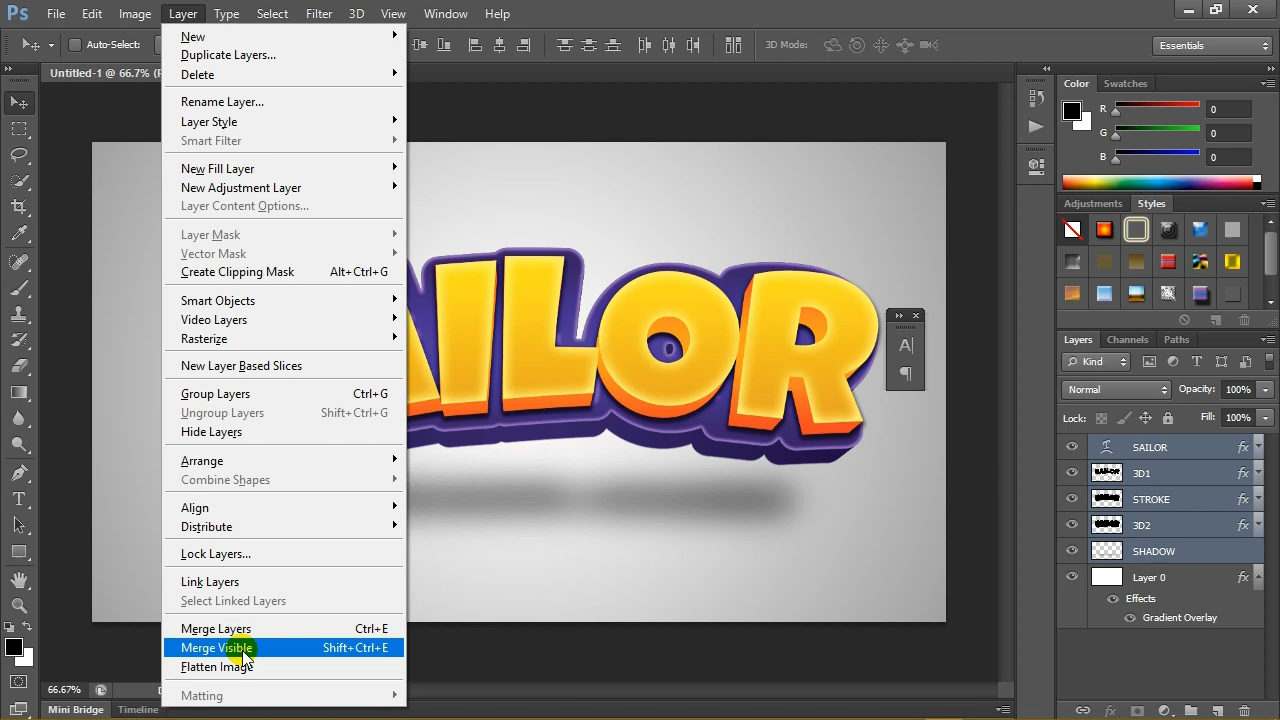 Ps File Edit Image Layer Type Select Filter 3D View Window Help
Auto-Select: 3D Mode: Essentials
Untitled-1 @ 66.7%
New
Duplicate Layers...
Delete
Rename Layer...
Layer Style
Smart Filter
New Fill Layer
New Adjustment Layer
Layer Content Options...
Layer Mask
Vector Mask
Create Clipping Mask Alt+Ctrl+G
Smart Objects
Video Layers
Rasterize
New Layer Based Slices
Group Layers Ctrl+G
Ungroup Layers Shift+Ctrl+G
Hide Layers
Arrange
Combine Shapes
Align
Distribute
Lock Layers...
Link Layers
Select Linked Layers
Merge Layers Ctrl+E
Merge Visible Shift+Ctrl+E
Flatten Image
Matting
AILOR
Color Swatches
R 0
G 0
B 0
Adjustments Styles
Layers Channels Paths
Kind
Normal Opacity: 100%
Lock: Fill: 100%
SAILOR fx
3D1 fx
STROKE fx
3D2 fx
SHADOW
Layer 0 fx
Effects
Gradient Overlay
66.67%
Mini Bridge Timeline